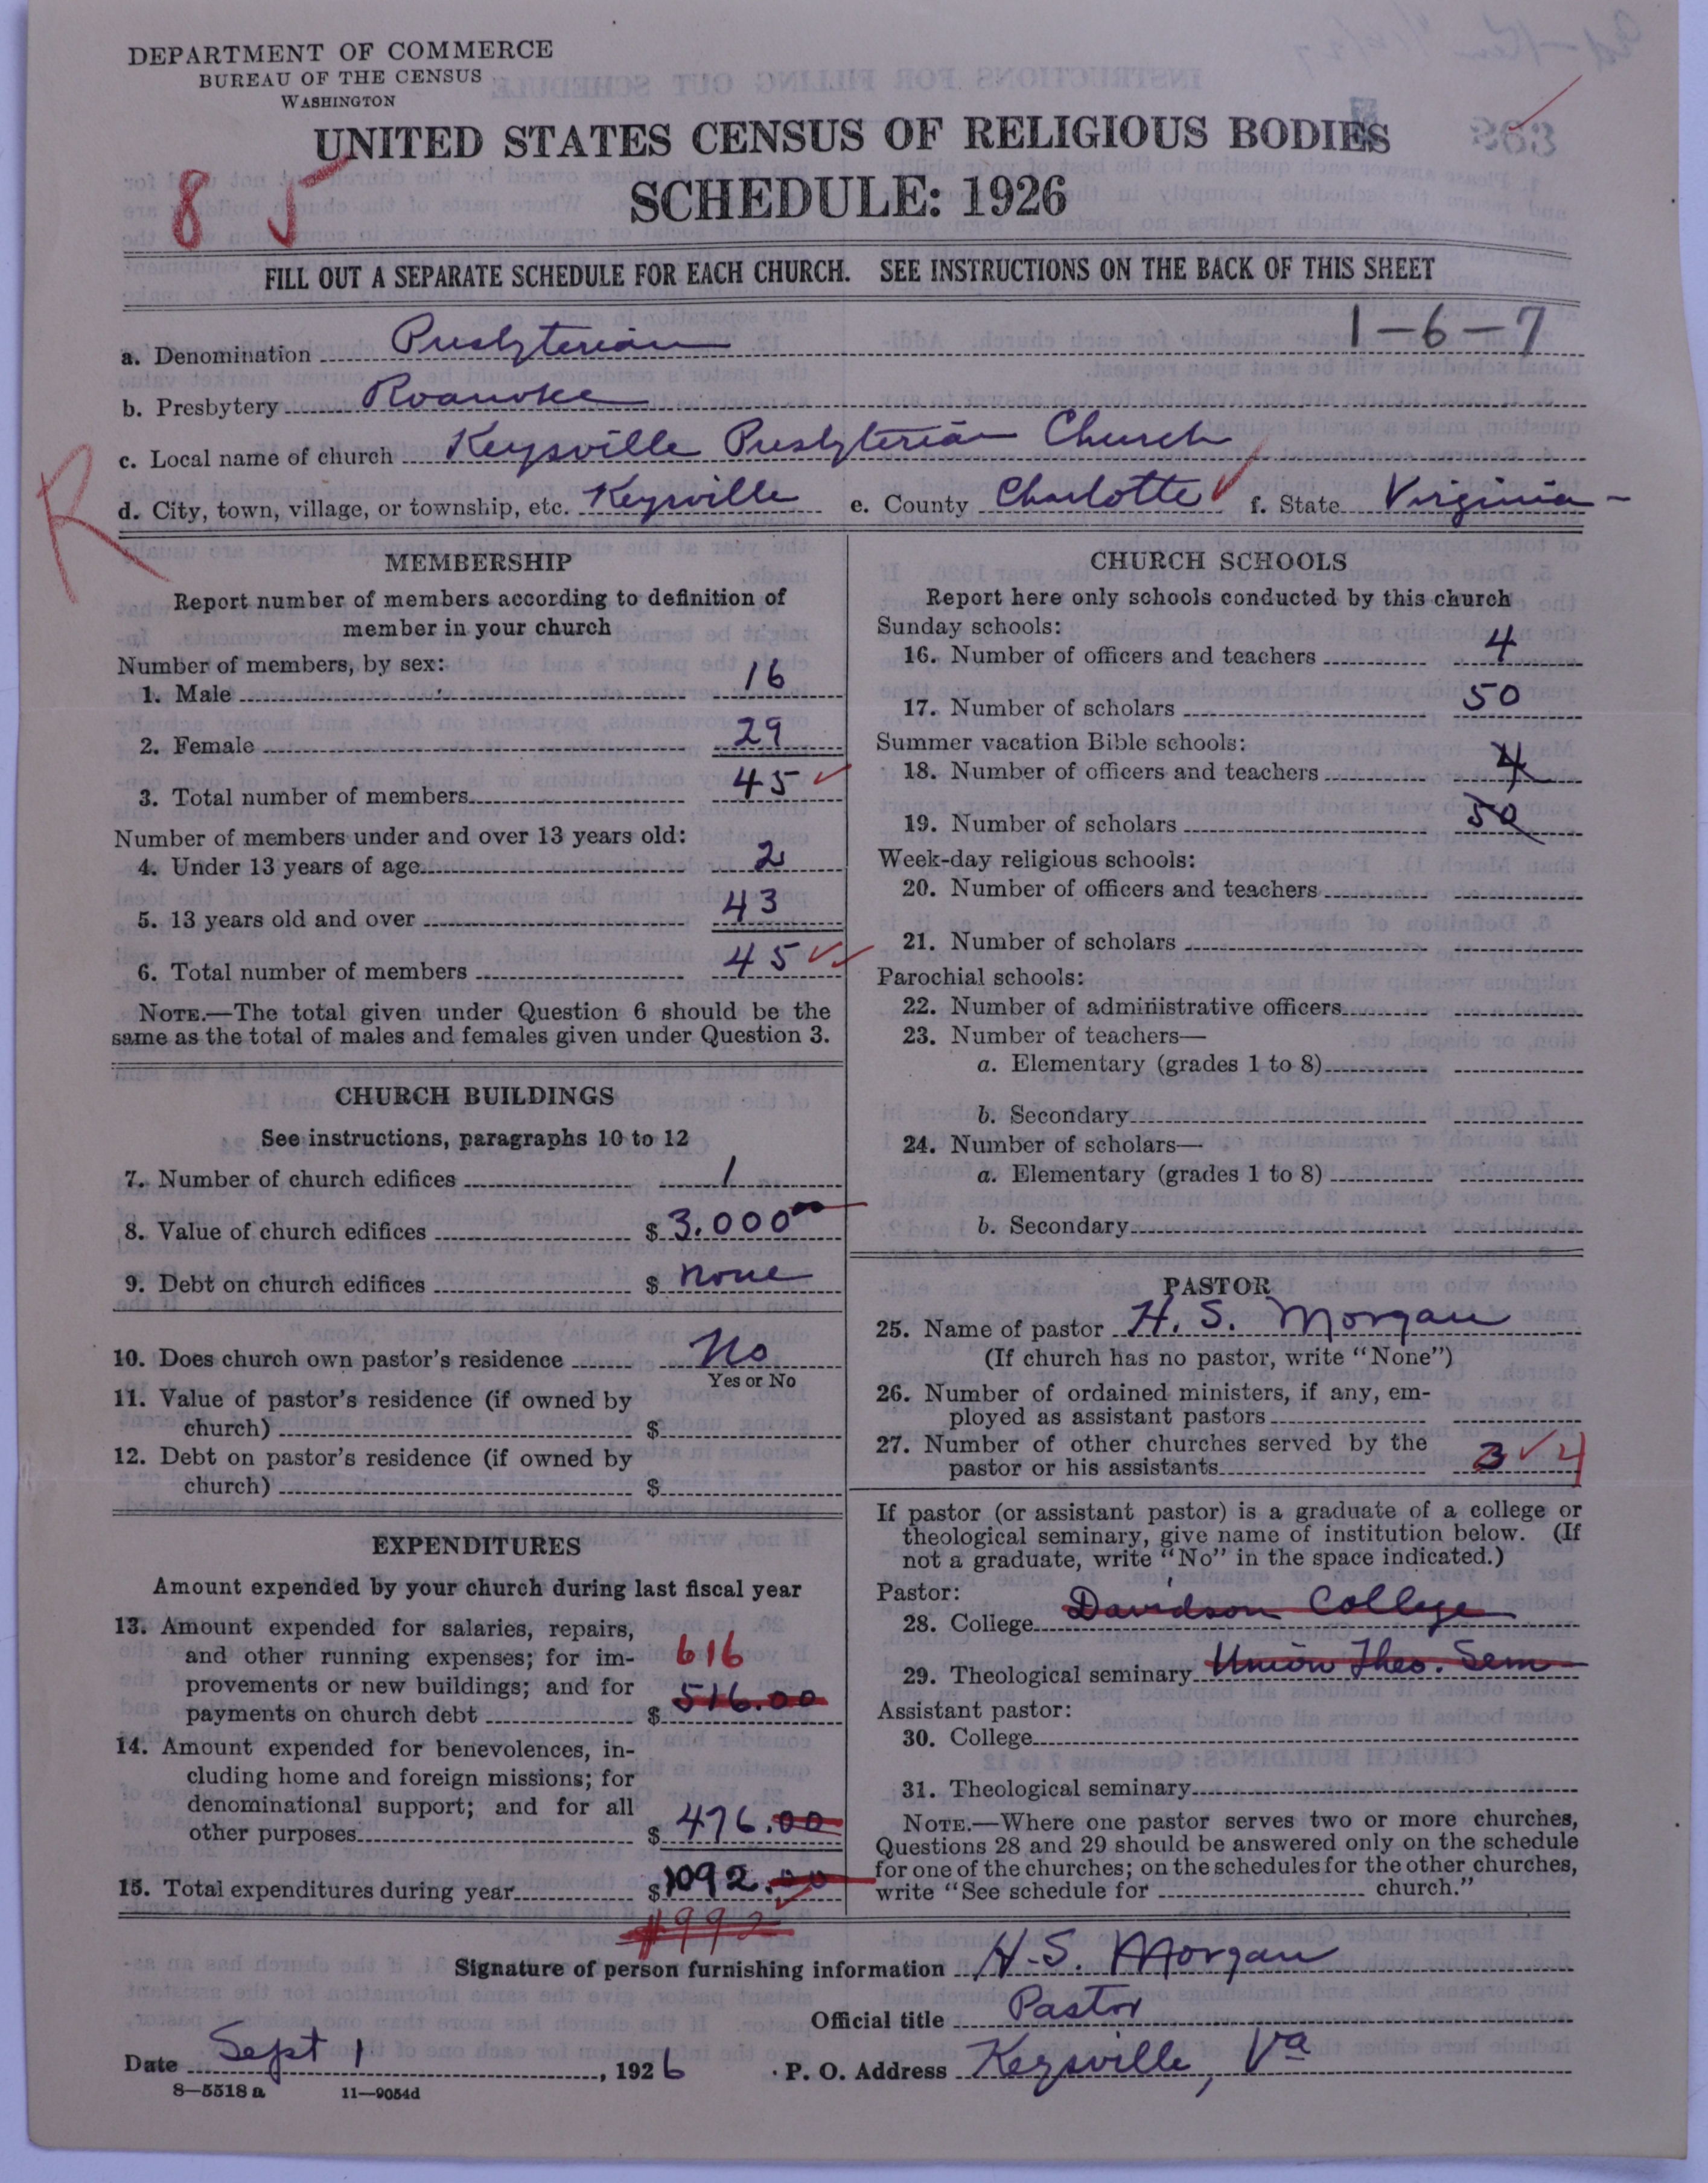 DEPARTMENT OF COMMERCE
BUREAU OF THE CENSUS
WASHINGTON
UNITED STATES CENSUS OF RELIGIOUS BODIES
SCHEDULE: 1926
8 5
FILL OUT A SEPARATE SCHEDULE FOR EACH CHURCH. SEE INSTRUCTIONS ON THE BACK OF THIS SHEET
1-6-7
a. Denomination Presbyterian
b. Presbytery Roanoke
c. Local name of church Keysville Presbyterian Church
R
d. City, town, village, or township, etc. Keysville e. County Charlotte f. State Virginia
MEMBERSHIP
Report number of members according to definition of
member in your church
Number of members, by sex:
1. Male 16
2. Female 29
3. Total number of members 45
Number of members under and over 13 years old:
4. Under 13 years of age 2
5. 13 years old and over 43
6. Total number of members 45
NOTE.—The total given under Question 6 should be the
same as the total of males and females given under Question 3.
CHURCH BUILDINGS
See instructions, paragraphs 10 to 12
7. Number of church edifices 1
8. Value of church edifices $ 3.000 00
9. Debt on church edifices $ none
10. Does church own pastor's residence No
Yes or No
11. Value of pastor's residence (if owned by
church) $
12. Debt on pastor's residence (if owned by
church) $
EXPENDITURES
Amount expended by your church during last fiscal year
13. Amount expended for salaries, repairs,
and other running expenses; for im- 616
provements or new buildings; and for
payments on church debt $ 516.00
14. Amount expended for benevolences, in-
cluding home and foreign missions; for
denominational support; and for all
other purposes $ 476.00
15. Total expenditures during year $1092.00
#992
CHURCH SCHOOLS
Report here only schools conducted by this church
Sunday schools:
16. Number of officers and teachers 4
17. Number of scholars 50
Summer vacation Bible schools:
18. Number of officers and teachers 4
19. Number of scholars 50
Week-day religious schools:
20. Number of officers and teachers
21. Number of scholars
Parochial schools:
22. Number of administrative officers
23. Number of teachers—
a. Elementary (grades 1 to 8)
b. Secondary
24. Number of scholars—
a. Elementary (grades 1 to 8)
b. Secondary
PASTOR
25. Name of pastor H. S. Morgan
(If church has no pastor, write "None")
26. Number of ordained ministers, if any, em-
ployed as assistant pastors
27. Number of other churches served by the
pastor or his assistants 3 4
If pastor (or assistant pastor) is a graduate of a college or
theological seminary, give name of institution below. (If
not a graduate, write "No" in the space indicated.)
Pastor:
28. College Davidson College
29. Theological seminary Union Theo. Sem
Assistant pastor:
30. College
31. Theological seminary
NOTE.—Where one pastor serves two or more churches,
Questions 28 and 29 should be answered only on the schedule
for one of the churches; on the schedules for the other churches,
write "See schedule for church."
Signature of person furnishing information H. S. Morgan
Official title Pastor
Date Sept 1, 1926 P. O. Address Keysville, Va
8—5518 a 11—9054d